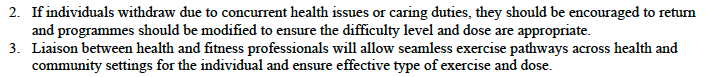 2. If individuals withdraw due to concurrent health issues or caring duties, they should be encouraged to return
and programmes should be modified to ensure the difficulty level and dose are appropriate.
3. Liaison between health and fitness professionals will allow seamless exercise pathways across health and
community settings for the individual and ensure effective type of exercise and dose.